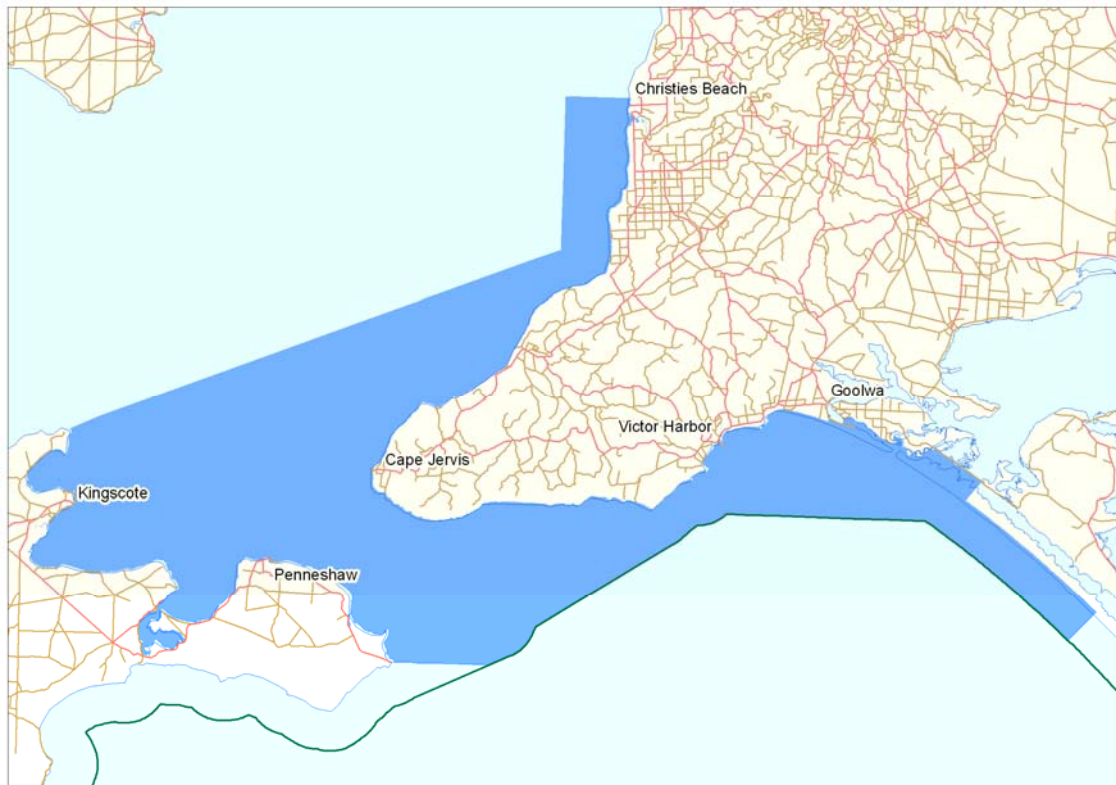 Christies Beach
Goolwa
Victor Harbor
Cape Jervis
Kingscote
Penneshaw